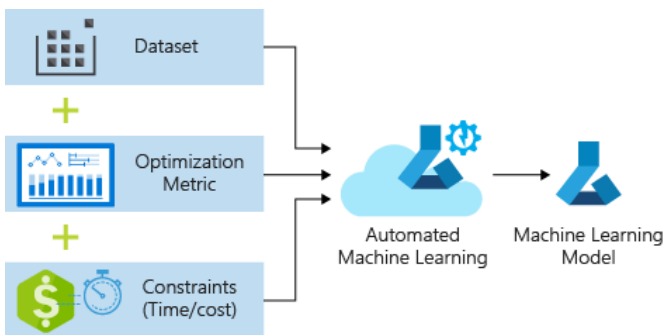 Dataset
Optimization
Metric
Constraints
(Time/cost)
Automated
Machine Learning
Machine Learning
Model